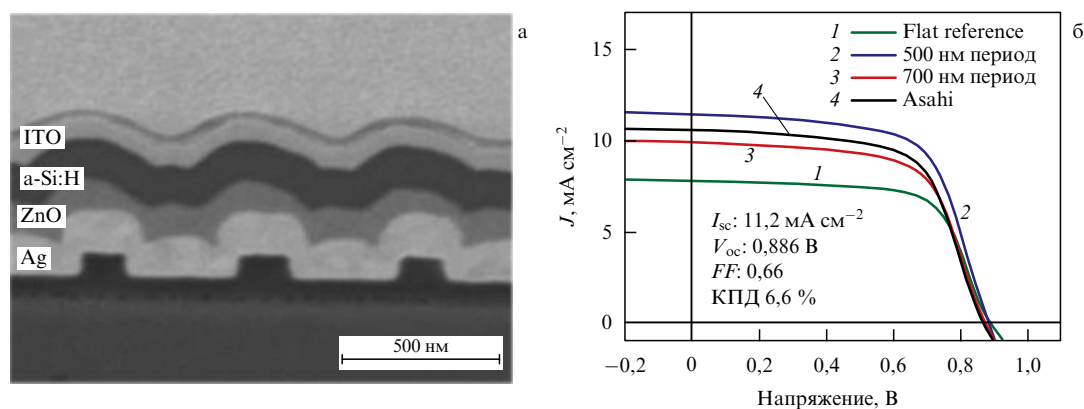 а
ITO
a-Si:H
ZnO
Ag
500 нм
б
1 Flat reference
2 500 нм период
3 700 нм период
4 Asahi
15
10
5
0
J, мА см−2
4
3
1
2
Isc: 11,2 мА см−2
Voc: 0,886 В
FF: 0,66
КПД 6,6 %
−0,2 0 0,2 0,4 0,6 0,8 1,0
Напряжение, В